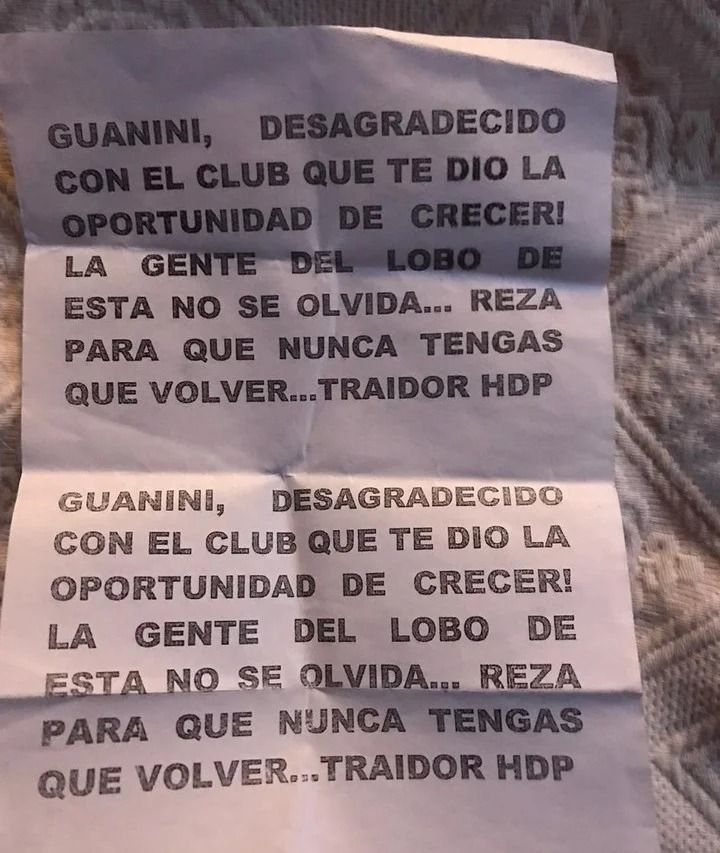 GUANINI, DESAGRADECIDO
CON EL CLUB QUE TE DIO LA
OPORTUNIDAD DE CRECER!
LA GENTE DEL LOBO DE
ESTA NO SE OLVIDA... REZA
PARA QUE NUNCA TENGAS
QUE VOLVER...TRAIDOR HDP
GUANINI, DESAGRADECIDO
CON EL CLUB QUE TE DIO LA
OPORTUNIDAD DE CRECER!
LA GENTE DEL LOBO DE
ESTA NO SE OLVIDA... REZA
PARA QUE NUNCA TENGAS
QUE VOLVER...TRAIDOR HDP